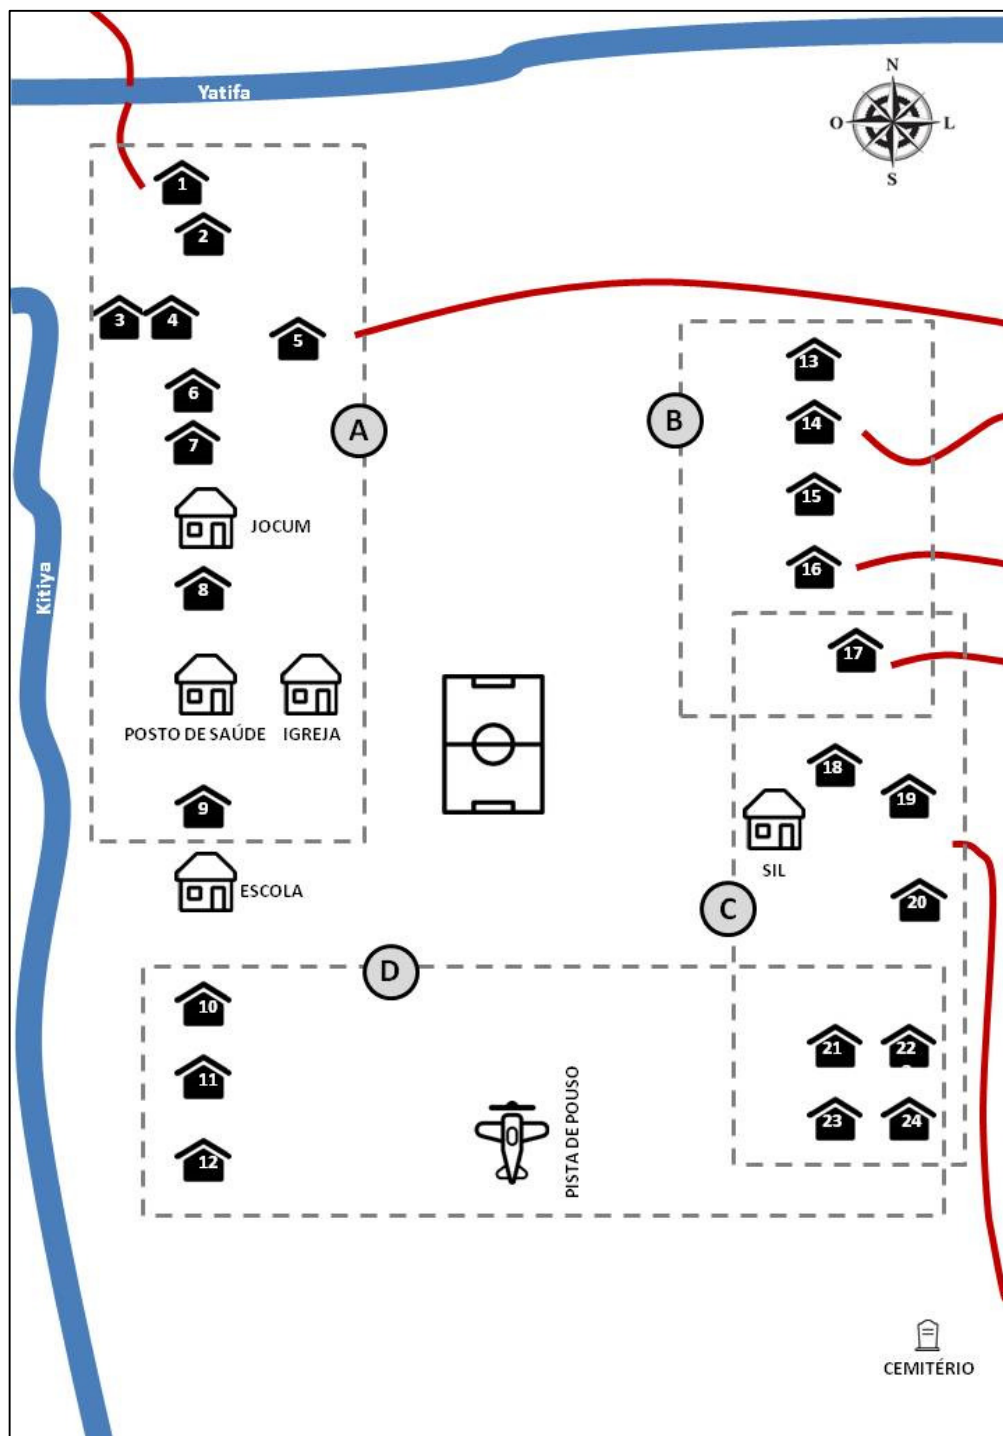 Yatifa
N
O
L
S
1
2
3
4
5
6
7
JOCUM
8
POSTO DE SAÚDE
IGREJA
9
ESCOLA
A
B
13
14
15
16
17
18
19
SIL
20
C
D
10
11
12
21
22
23
24
PISTA DE POUSO
Kitiya
CEMITÉRIO